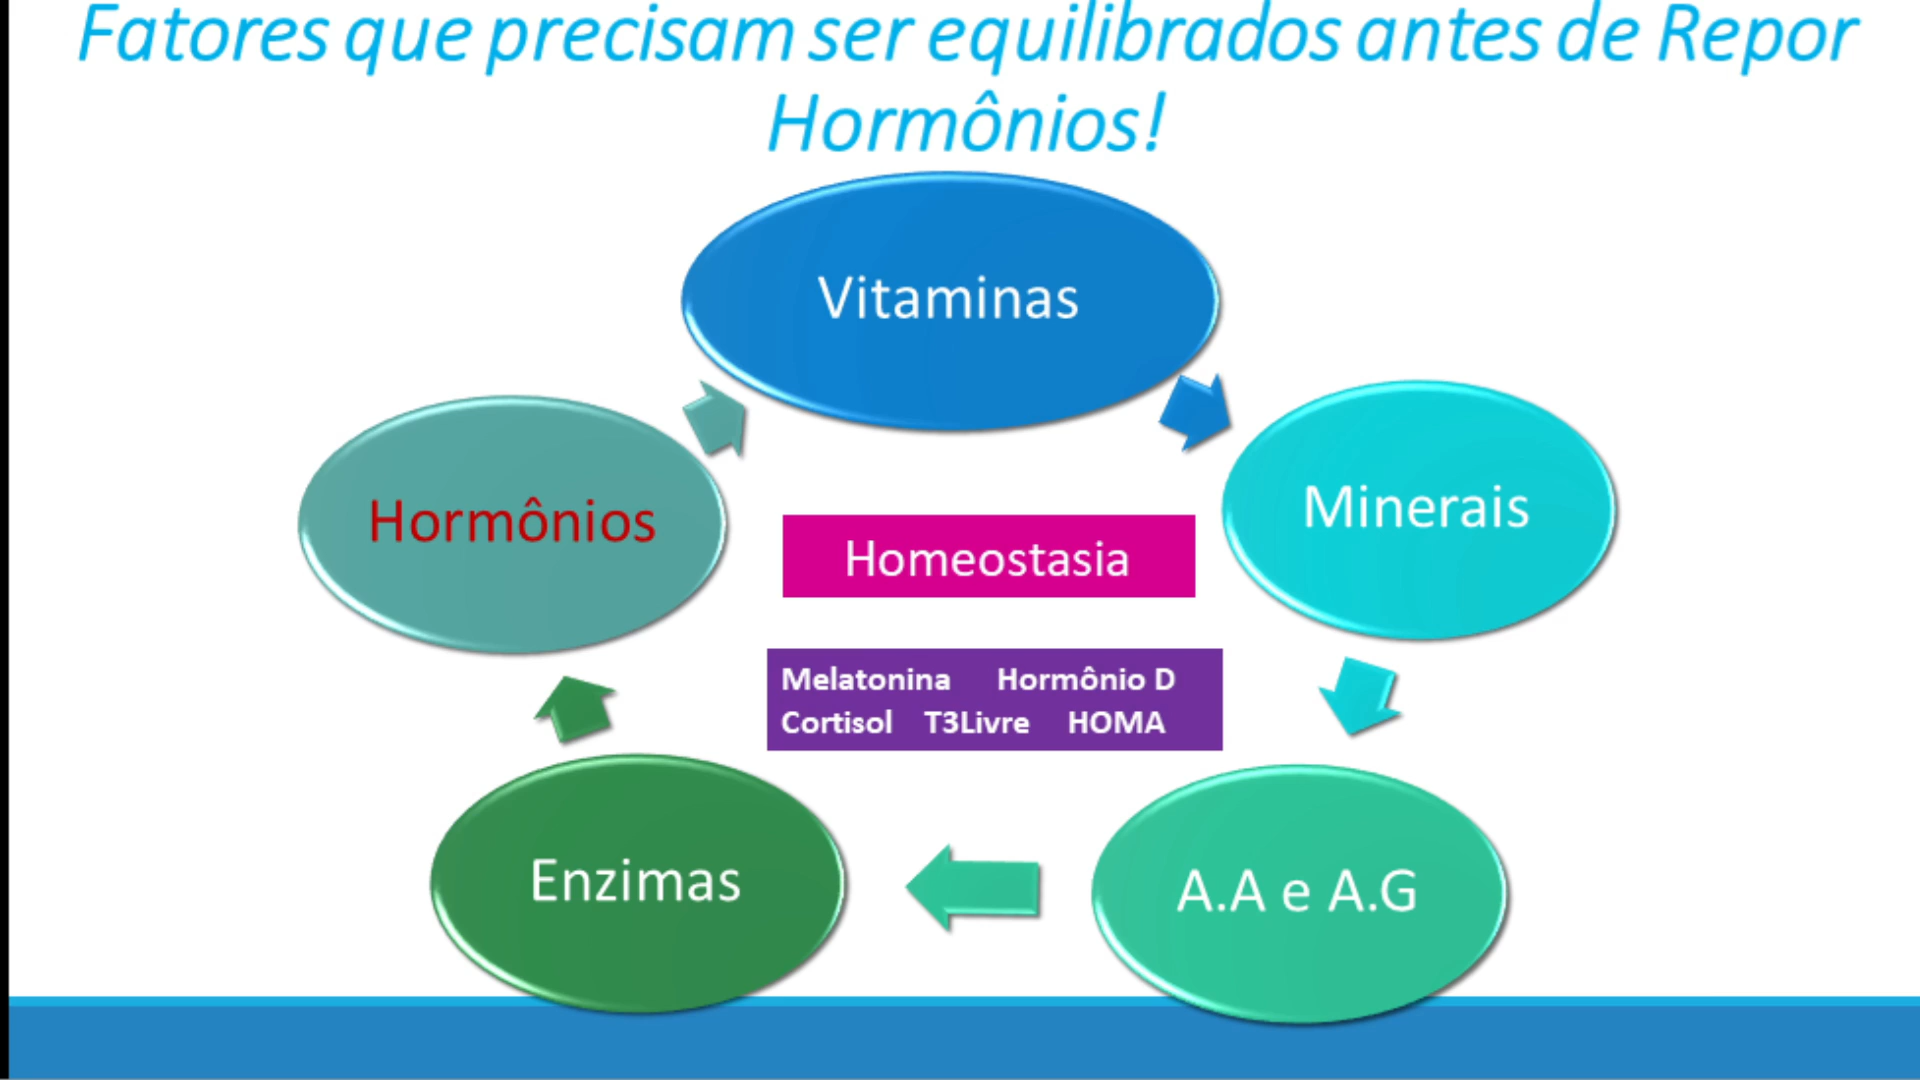 Fatores que precisam ser equilibrados antes de Repor
Hormônios!
Vitaminas
Minerais
Hormônios
Homeostasia
Melatonina Hormônio D
Cortisol T3Livre HOMA
Enzimas
A.A e A.G